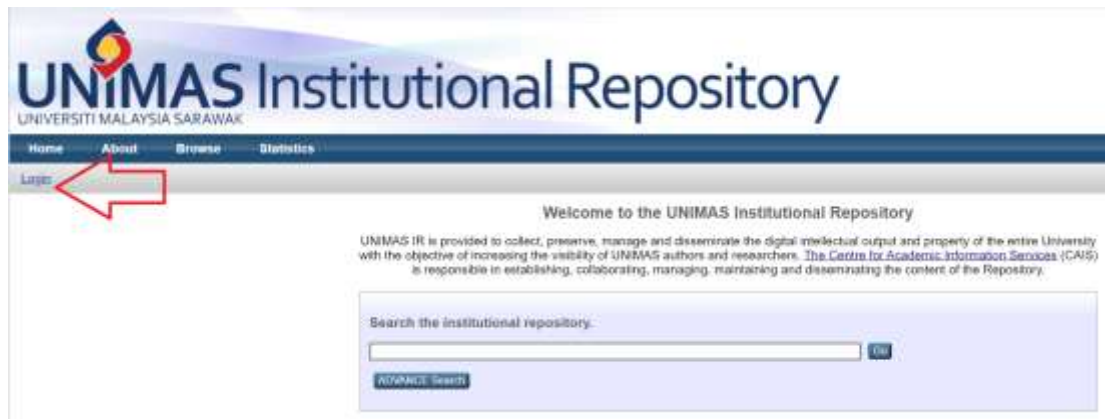 UNIMAS Institutional Repository
UNIVERSITI MALAYSIA SARAWAK
Home About Browse Statistics
Login
Welcome to the UNIMAS Institutional Repository
UNIMAS IR is provided to collect, preserve, manage and disseminate the digital intellectual output and property of the entire University
with the objective of increasing the visibility of UNIMAS authors and researchers. The Centre for Academic Information Services (CAIS)
is responsible in establishing, collaborating, managing, maintaining and disseminating the content of the Repository.
Search the institutional repository.
Go
ADVANCE Search